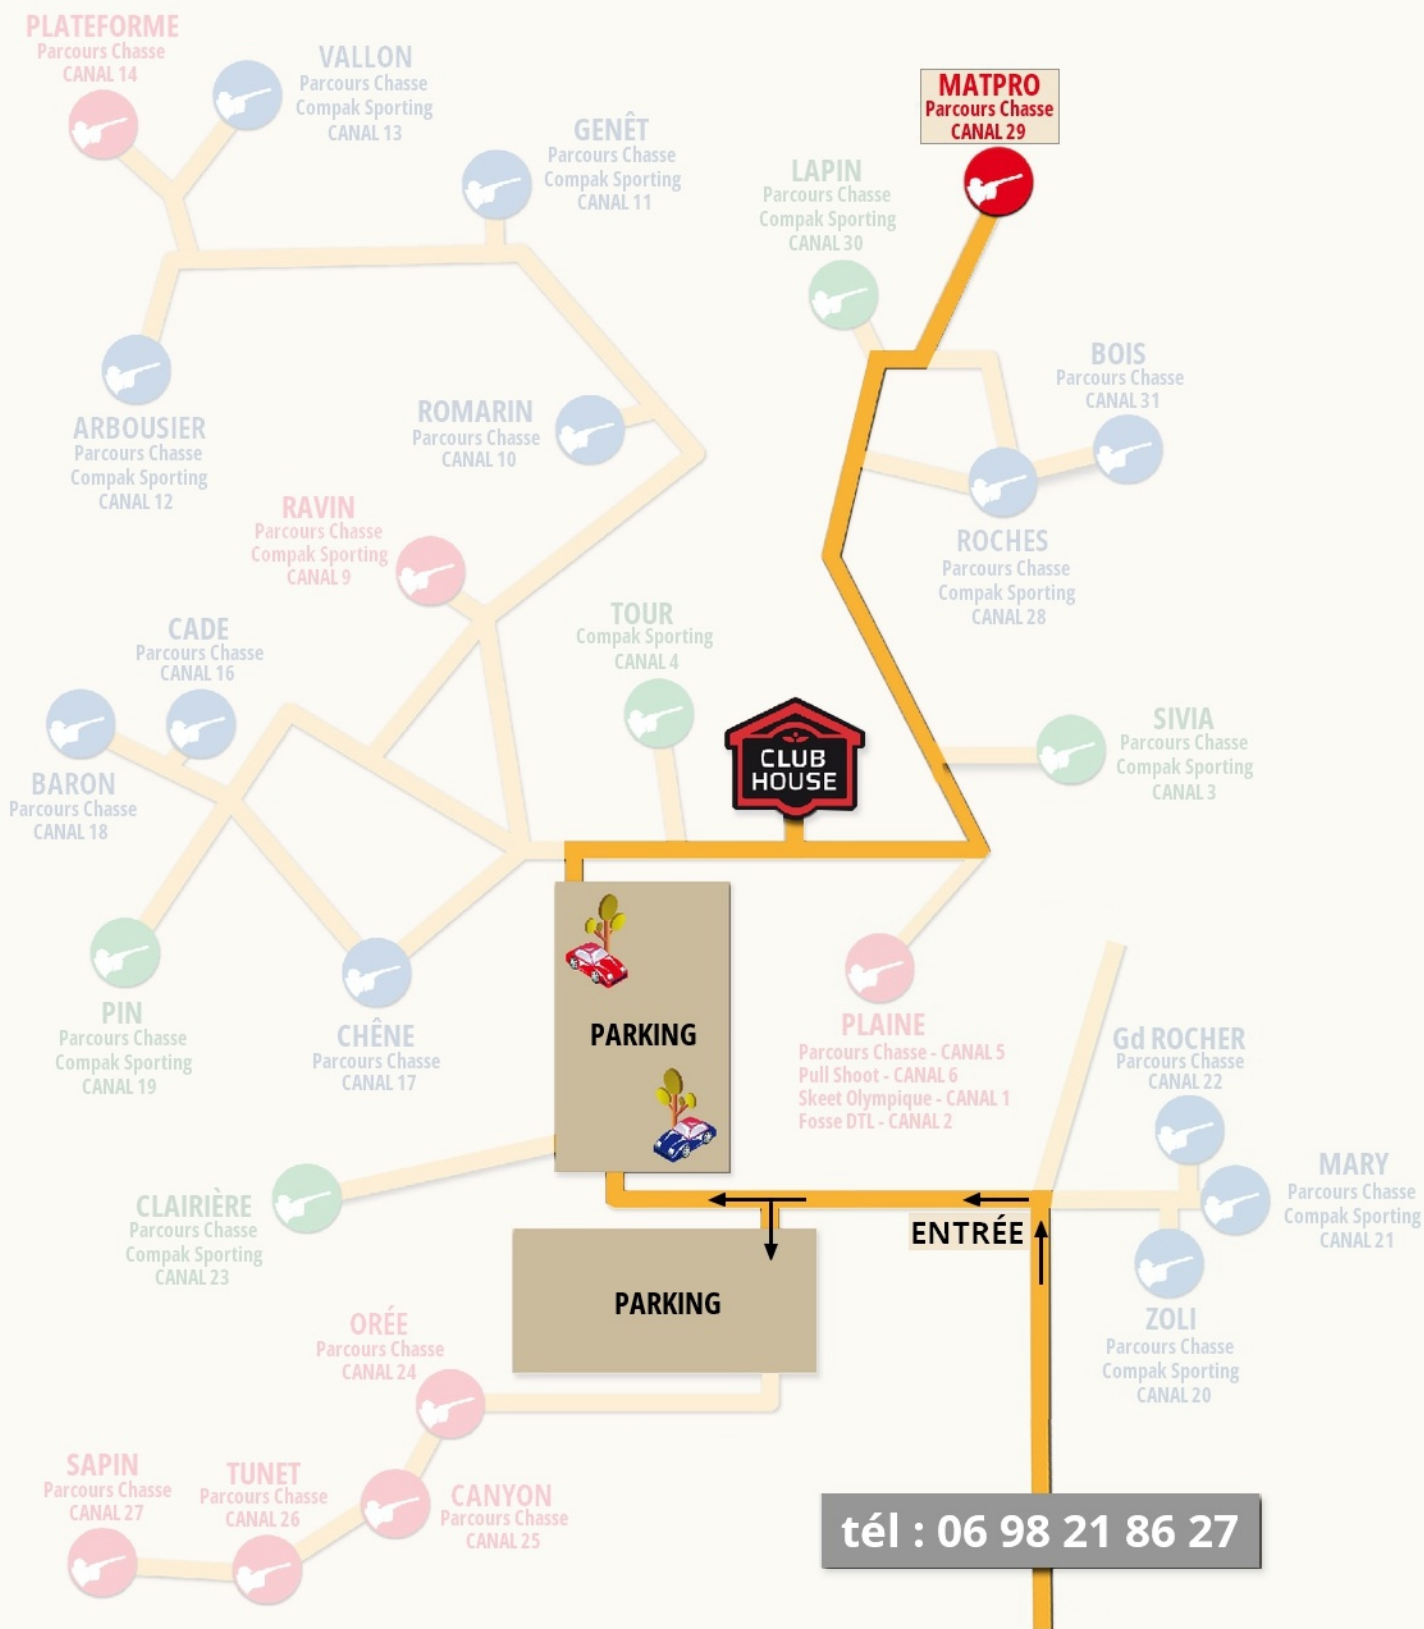 PLATEFORME
Parcours Chasse
CANAL 14
VALLON
Parcours Chasse
Compak Sporting
CANAL 13
GENÊT
Parcours Chasse
Compak Sporting
CANAL 11
MATPRO
Parcours Chasse
CANAL 29
LAPIN
Parcours Chasse
Compak Sporting
CANAL 30
BOIS
Parcours Chasse
CANAL 31
ARBOUSIER
Parcours Chasse
Compak Sporting
CANAL 12
ROMARIN
Parcours Chasse
CANAL 10
RAVIN
Parcours Chasse
Compak Sporting
CANAL 9
ROCHES
Parcours Chasse
Compak Sporting
CANAL 28
CADE
Parcours Chasse
CANAL 16
TOUR
Compak Sporting
CANAL 4
CLUB
HOUSE
SIVIA
Parcours Chasse
Compak Sporting
CANAL 3
BARON
Parcours Chasse
CANAL 18
PIN
Parcours Chasse
Compak Sporting
CANAL 19
CHÊNE
Parcours Chasse
CANAL 17
PARKING
PLAINE
Parcours Chasse - CANAL 5
Pull Shoot - CANAL 6
Skeet Olympique - CANAL 1
Fosse DTL - CANAL 2
Gd ROCHER
Parcours Chasse
CANAL 22
MARY
Parcours Chasse
Compak Sporting
CANAL 21
CLAIRIÈRE
Parcours Chasse
Compak Sporting
CANAL 23
ENTRÉE
PARKING
ZOLI
Parcours Chasse
Compak Sporting
CANAL 20
ORÉE
Parcours Chasse
CANAL 24
SAPIN
Parcours Chasse
CANAL 27
TUNET
Parcours Chasse
CANAL 26
CANYON
Parcours Chasse
CANAL 25
tél : 06 98 21 86 27